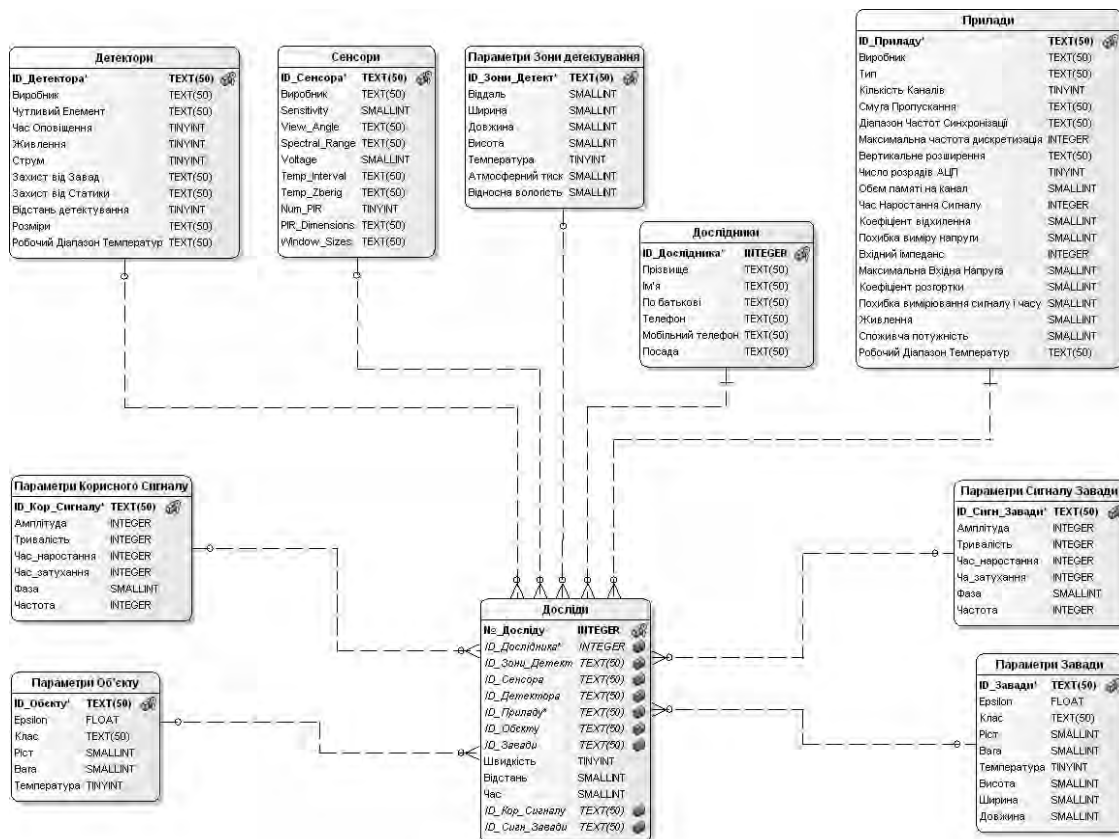 Детектори
ID_Детектора* TEXT(50)
Виробник TEXT(50)
Чутливий Елемент TEXT(50)
Час Оповіщення TINYINT
Живлення TINYINT
Струм TINYINT
Захист від Завад TEXT(50)
Захист від Статики TEXT(50)
Відстань детектування TINYINT
Розміри TEXT(50)
Робочий Діапазон Температур TEXT(50)
Сенсори
ID_Сенсора* TEXT(50)
Виробник TEXT(50)
Sensitivity SMALLINT
View_Angle TEXT(50)
Spectral_Range TEXT(50)
Voltage SMALLINT
Temp_Interval TEXT(50)
Temp_Zberig TEXT(50)
Num_PIR TINYINT
PIR_Dimensions TEXT(50)
Window_Sizes TEXT(50)
Параметри Зони детектування
ID_Зони_Детект* TEXT(50)
Віддаль SMALLINT
Ширина SMALLINT
Довжина SMALLINT
Висота SMALLINT
Температура TINYINT
Атмосферний тиск SMALLINT
Відносна вологість SMALLINT
Дослідники
ID_Дослідника* INTEGER
Прізвище TEXT(50)
Ім'я TEXT(50)
По батькові TEXT(50)
Телефон TEXT(50)
Мобільний телефон TEXT(50)
Посада TEXT(50)
Прилади
ID_Приладу* TEXT(50)
Виробник TEXT(50)
Тип TEXT(50)
Кількість Каналів TINYINT
Смуга Пропускання TEXT(50)
Діапазон Частот Синхронізації TEXT(50)
Максимальна частота дискретизація INTEGER
Вертикальне розширення TEXT(50)
Число розрядів АЦП TINYINT
Обєм памяті на канал SMALLINT
Час Наростання Сигналу INTEGER
Коефіцієнт відхилення SMALLINT
Похибка виміру напруги SMALLINT
Вхідний імпеданс INTEGER
Максимальна Вхідна Напруга SMALLINT
Коефіцієнт розгортки SMALLINT
Похибка вимірювання сигналу і часу SMALLINT
Живлення SMALLINT
Споживча потужність SMALLINT
Робочий Діапазон Температур TEXT(50)
Параметри Корисного Сигналу
ID_Кор_Сигналу* TEXT(50)
Амплітуда INTEGER
Тривалість INTEGER
Час_наростання INTEGER
Час_затухання INTEGER
Фаза SMALLINT
Частота INTEGER
Параметри Об'єкту
ID_Обєкту* TEXT(50)
Epsilon FLOAT
Клас TEXT(50)
Ріст SMALLINT
Вага SMALLINT
Температура TINYINT
Досліди
№_Досліду INTEGER
ID_Дослідника* INTEGER
ID_Зони_Детект TEXT(50)
ID_Сенсора TEXT(50)
ID_Детектора TEXT(50)
ID_Приладу* TEXT(50)
ID_Обєкту TEXT(50)
ID_Завади TEXT(50)
Швидкість TINYINT
Відстань SMALLINT
Час SMALLINT
ID_Кор_Сигналу TEXT(50)
ID_Сигн_Завади TEXT(50)
Параметри Сигналу Завади
ID_Сигн_Завади* TEXT(50)
Амплітуда INTEGER
Тривалість INTEGER
Час_наростання INTEGER
Ча_затухання INTEGER
Фаза SMALLINT
Частота INTEGER
Параметри Завади
ID_Завади* TEXT(50)
Epsilon FLOAT
Клас TEXT(50)
Ріст SMALLINT
Вага SMALLINT
Температура TINYINT
Висота SMALLINT
Ширина SMALLINT
Довжина SMALLINT